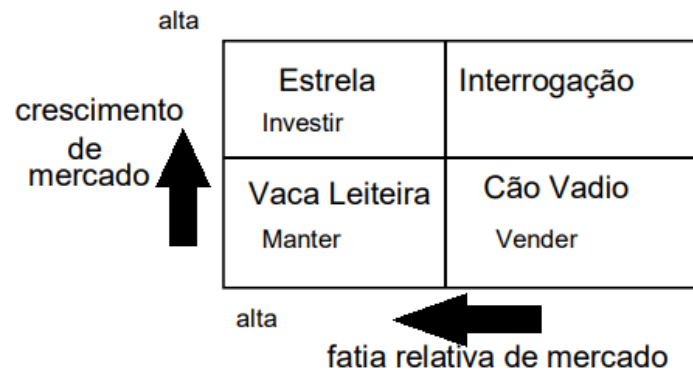 alta
Estrela
Interrogação
Investir
crescimento
de
mercado
Vaca Leiteira
Cão Vadio
Manter
Vender
alta
fatia relativa de mercado